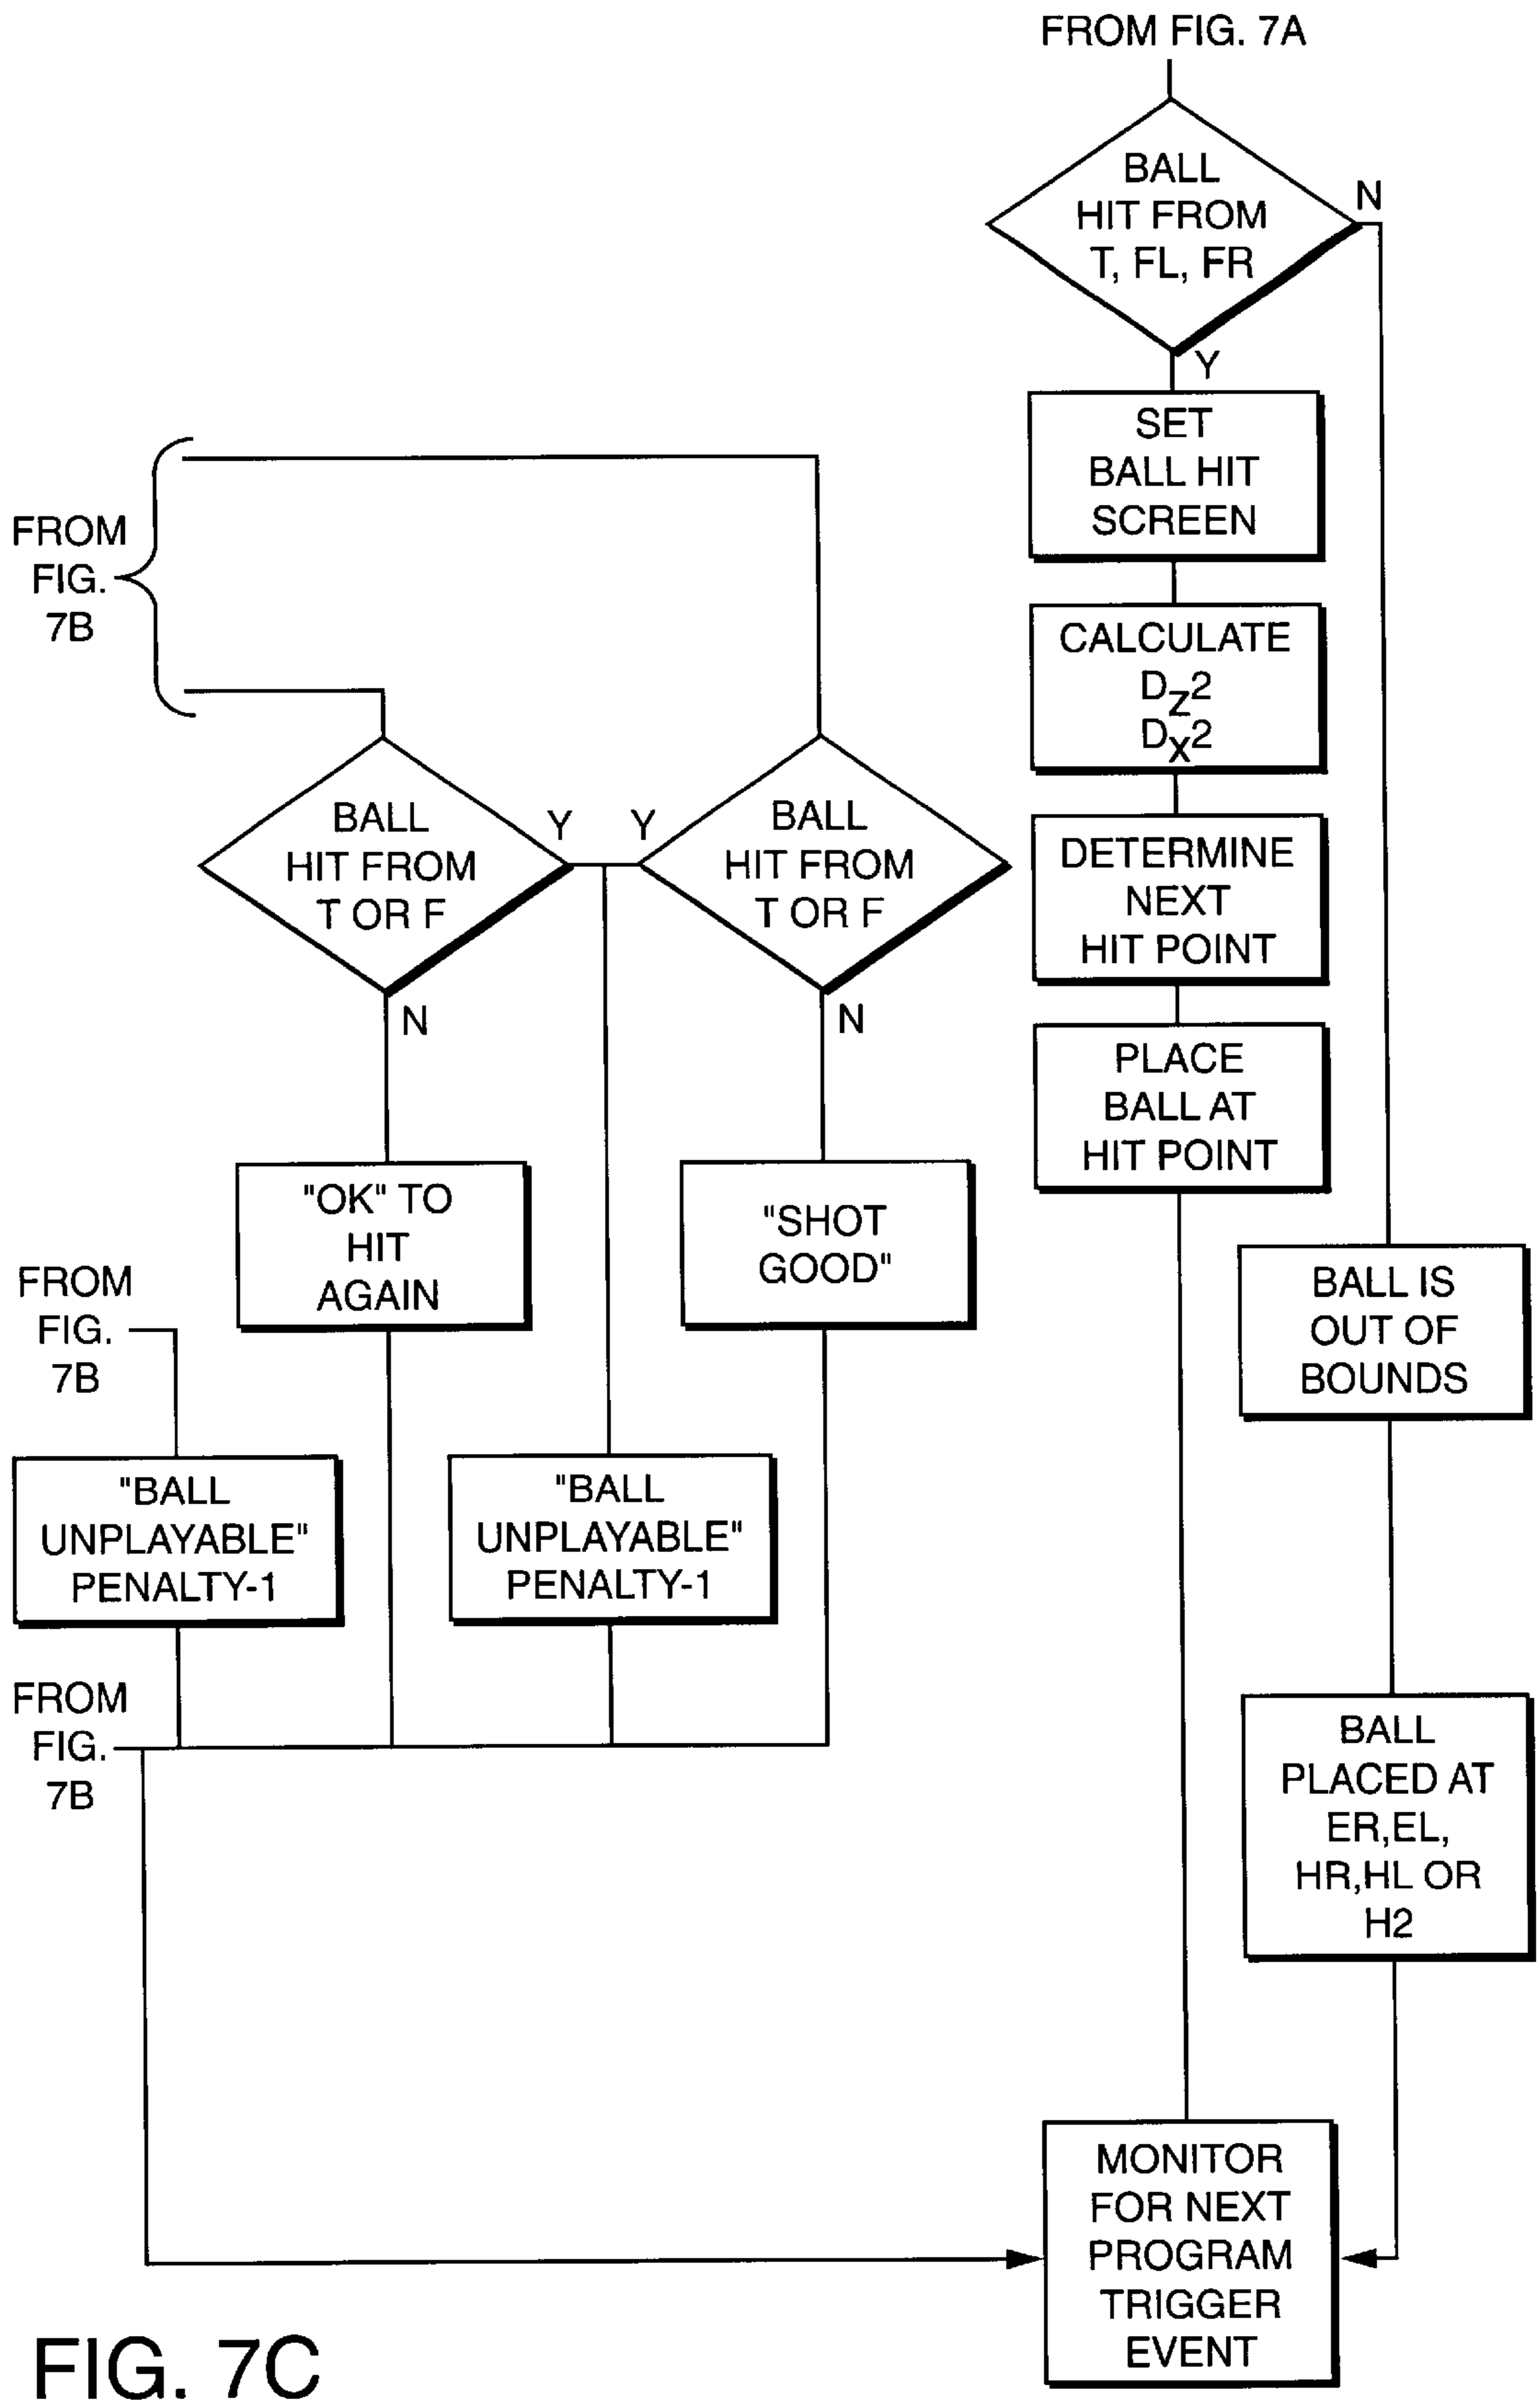 FROM FIG. 7A
BALL
HIT FROM
T, FL, FR
N
Y
SET
BALL HIT
SCREEN
CALCULATE
DZ2
DX2
DETERMINE
NEXT
HIT POINT
PLACE
BALL AT
HIT POINT
BALL IS
OUT OF
BOUNDS
BALL
PLACED AT
ER,EL,
HR,HL OR
H2
FROM
FIG.
7B
BALL
HIT FROM
T OR F
Y
N
Y
BALL
HIT FROM
T OR F
N
"OK" TO
HIT
AGAIN
"SHOT
GOOD"
FROM
FIG.
7B
"BALL
UNPLAYABLE"
PENALTY-1
"BALL
UNPLAYABLE"
PENALTY-1
FROM
FIG.
7B
MONITOR
FOR NEXT
PROGRAM
TRIGGER
EVENT
FIG. 7C